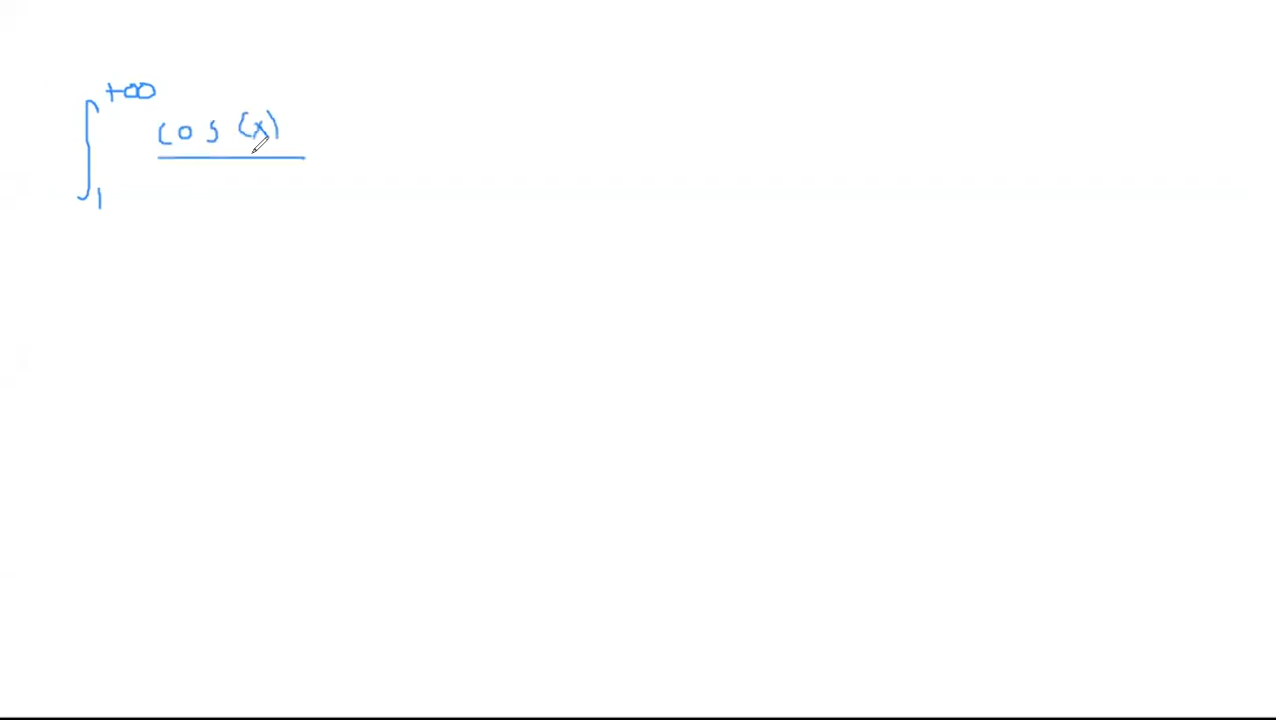 ∫₁^{+∞} cos (x)